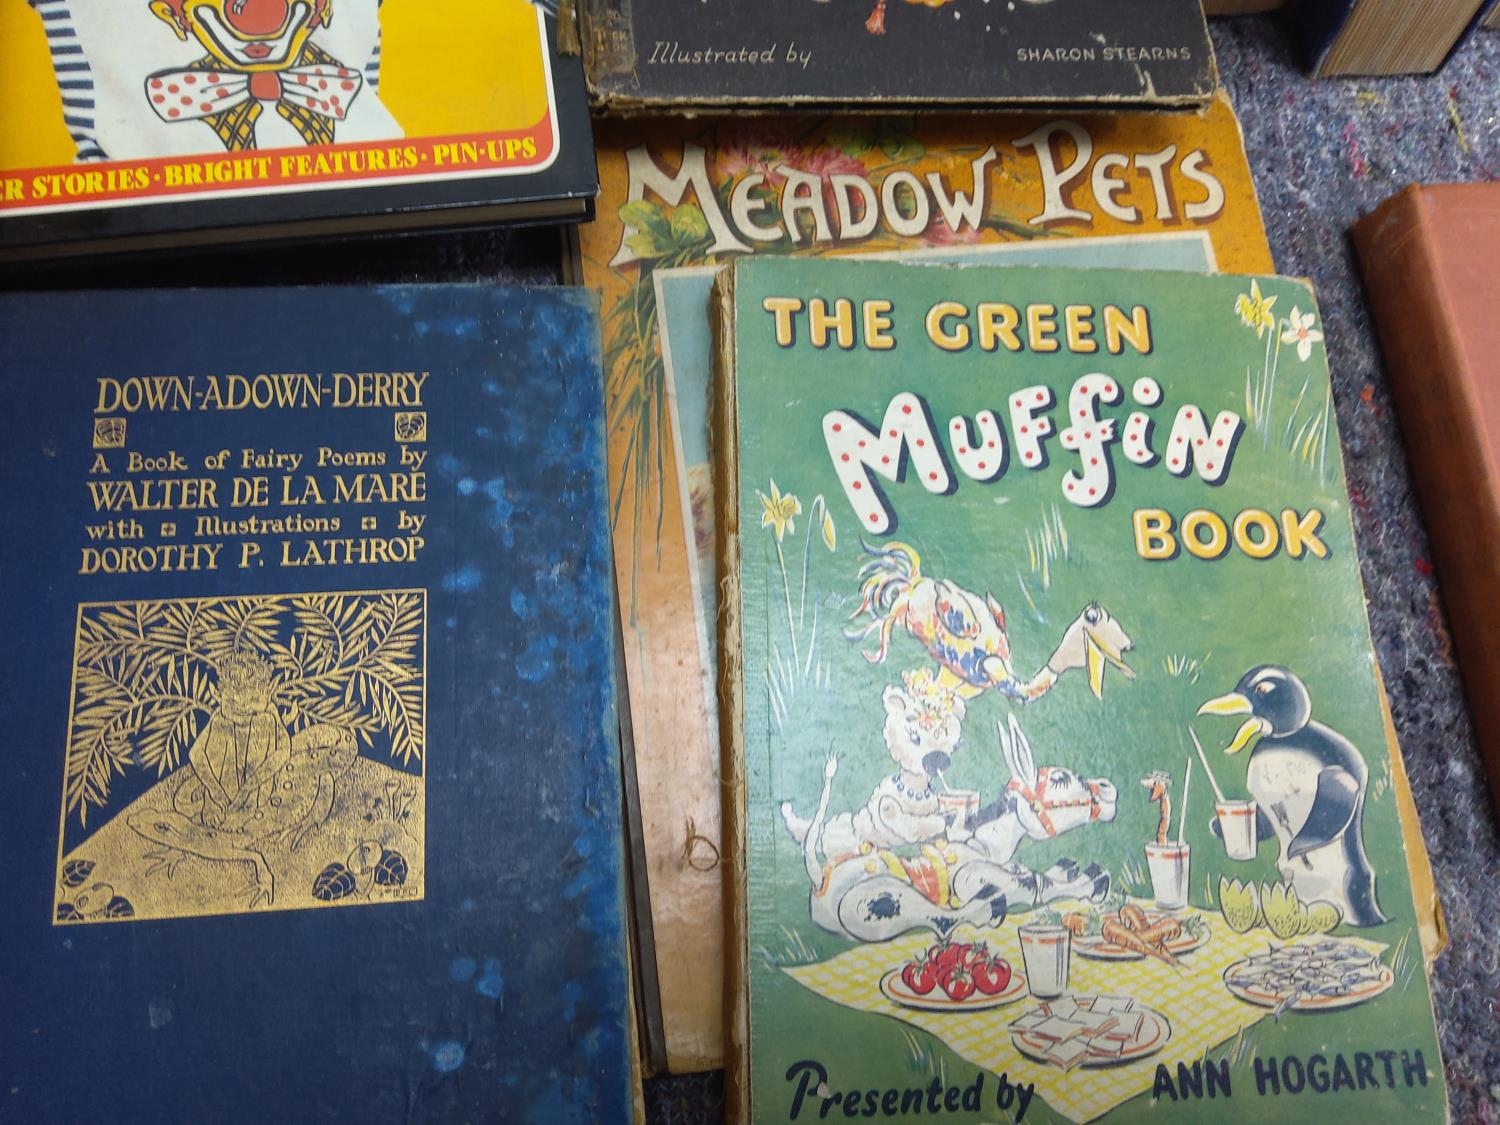 ER STORIES · BRIGHT FEATURES · PIN-UPS
Illustrated by SHARON STEARNS
MEADOW PETS
DOWN-ADOWN-DERRY
A Book of Fairy Poems by
WALTER DE LA MARE
with Illustrations by
DOROTHY P. LATHROP
THE GREEN
MUffiN
BOOK
Presented by ANN HOGARTH